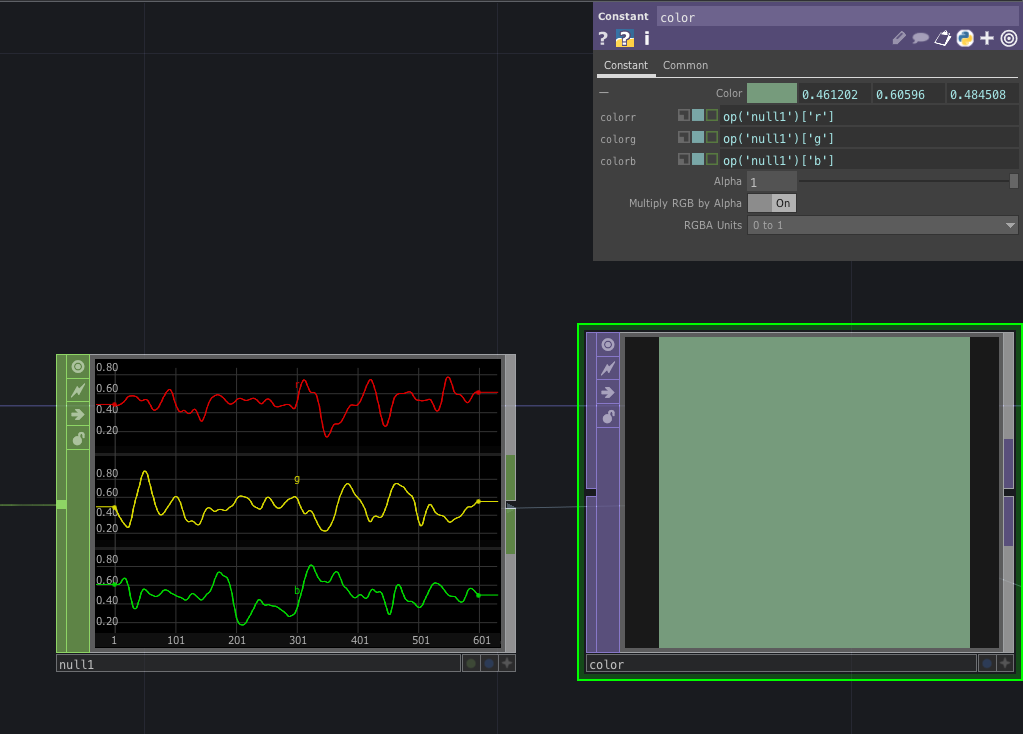 Constant color
? ? i
Constant Common
Color 0.461202 0.60596 0.484508
colorr op('null1')['r']
colorg op('null1')['g']
colorb op('null1')['b']
Alpha 1
Multiply RGB by Alpha On
RGBA Units 0 to 1
0.80
0.60
0.40
0.20
r
0.80
0.60
0.40
0.20
g
0.80
0.60
0.40
0.20
b
1 101 201 301 401 501 601
null1
color